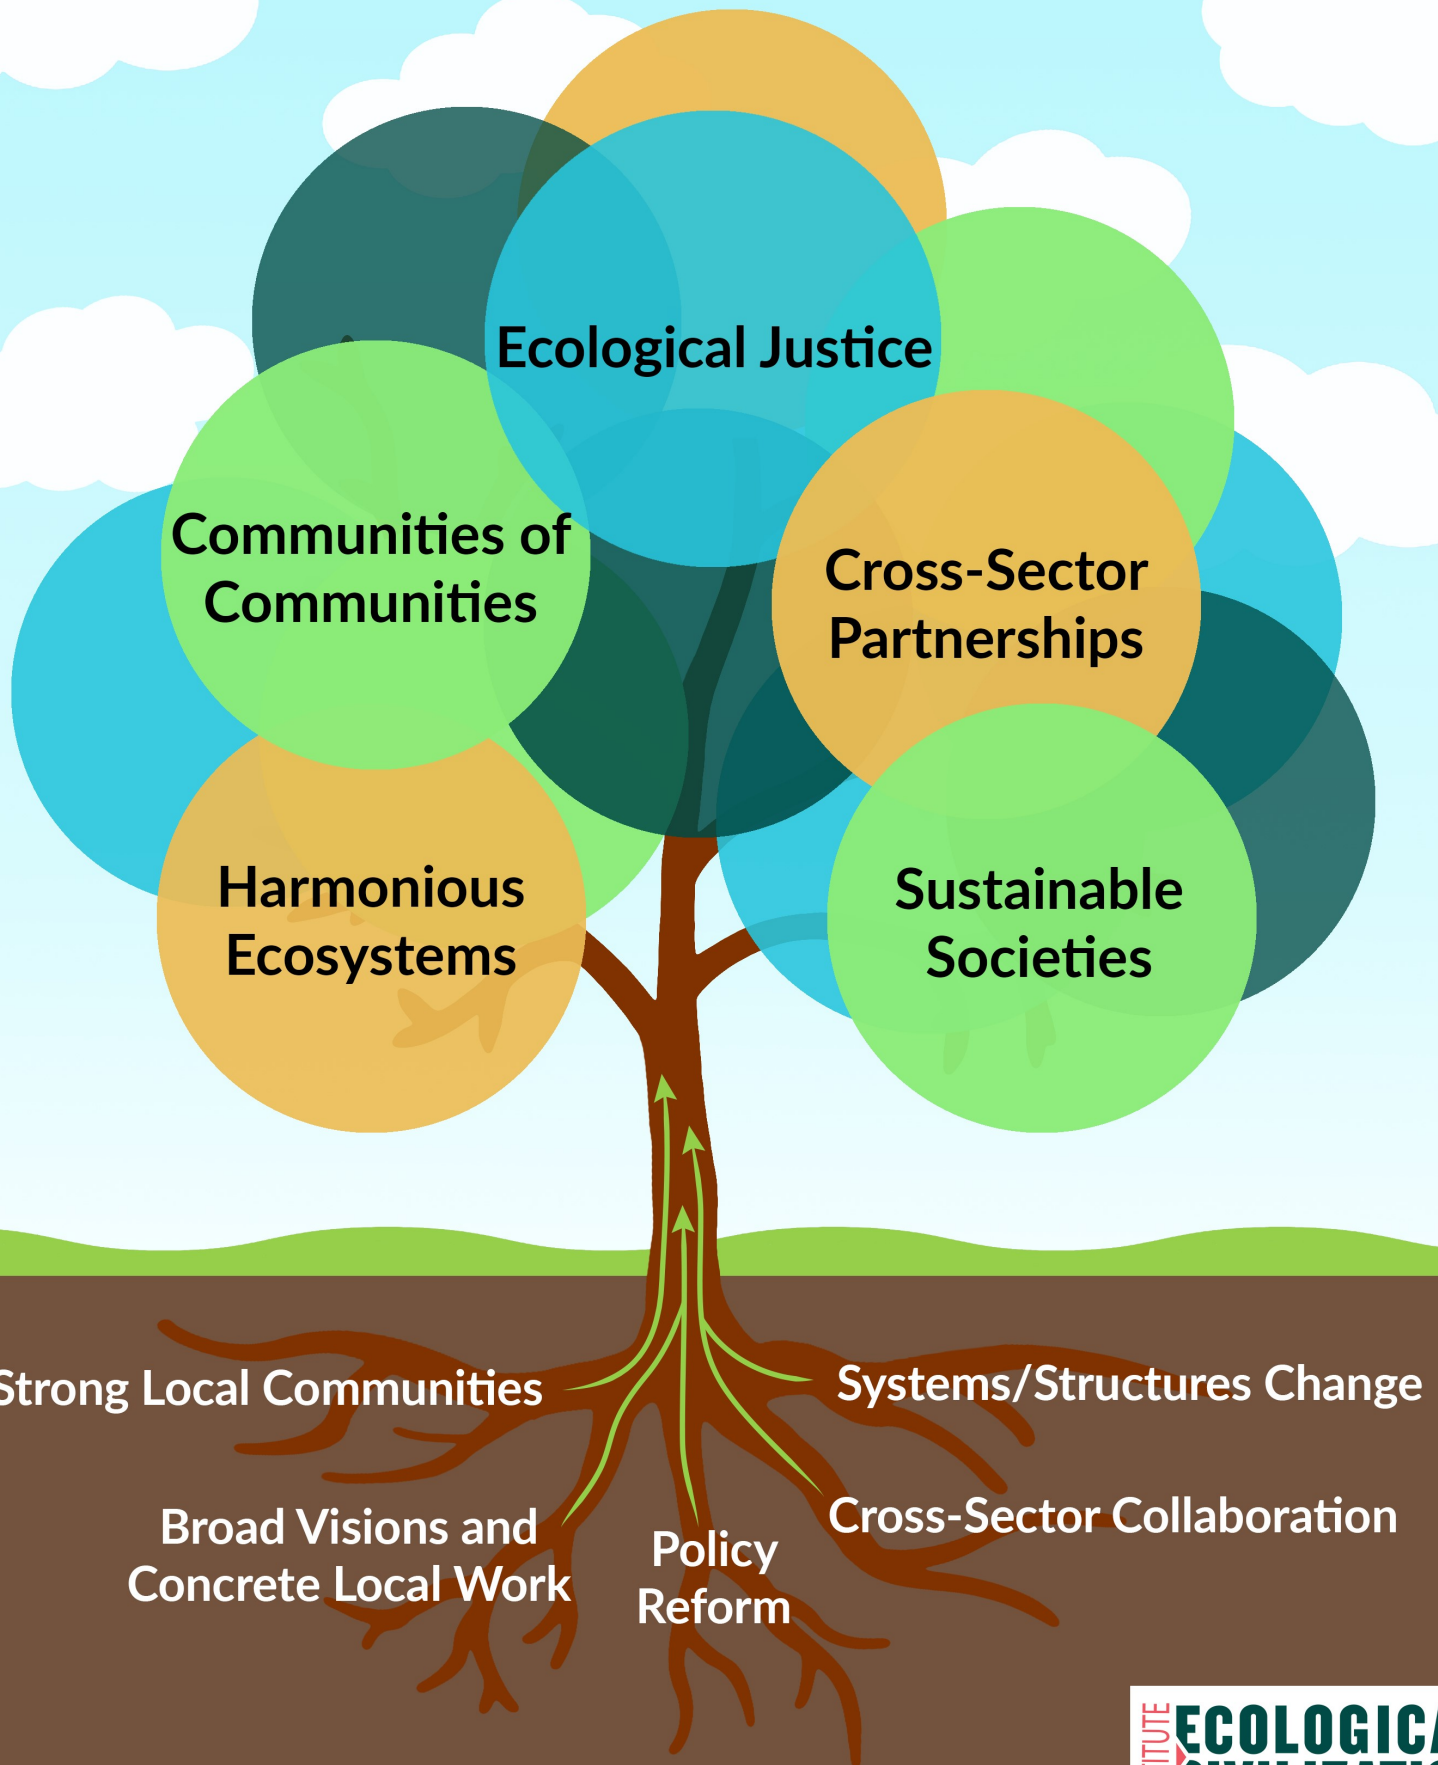 Ecological Justice
Communities of
Communities
Cross-Sector
Partnerships
Harmonious
Ecosystems
Sustainable
Societies
Strong Local Communities
Systems/Structures Change
Broad Visions and
Concrete Local Work
Policy
Reform
Cross-Sector Collaboration